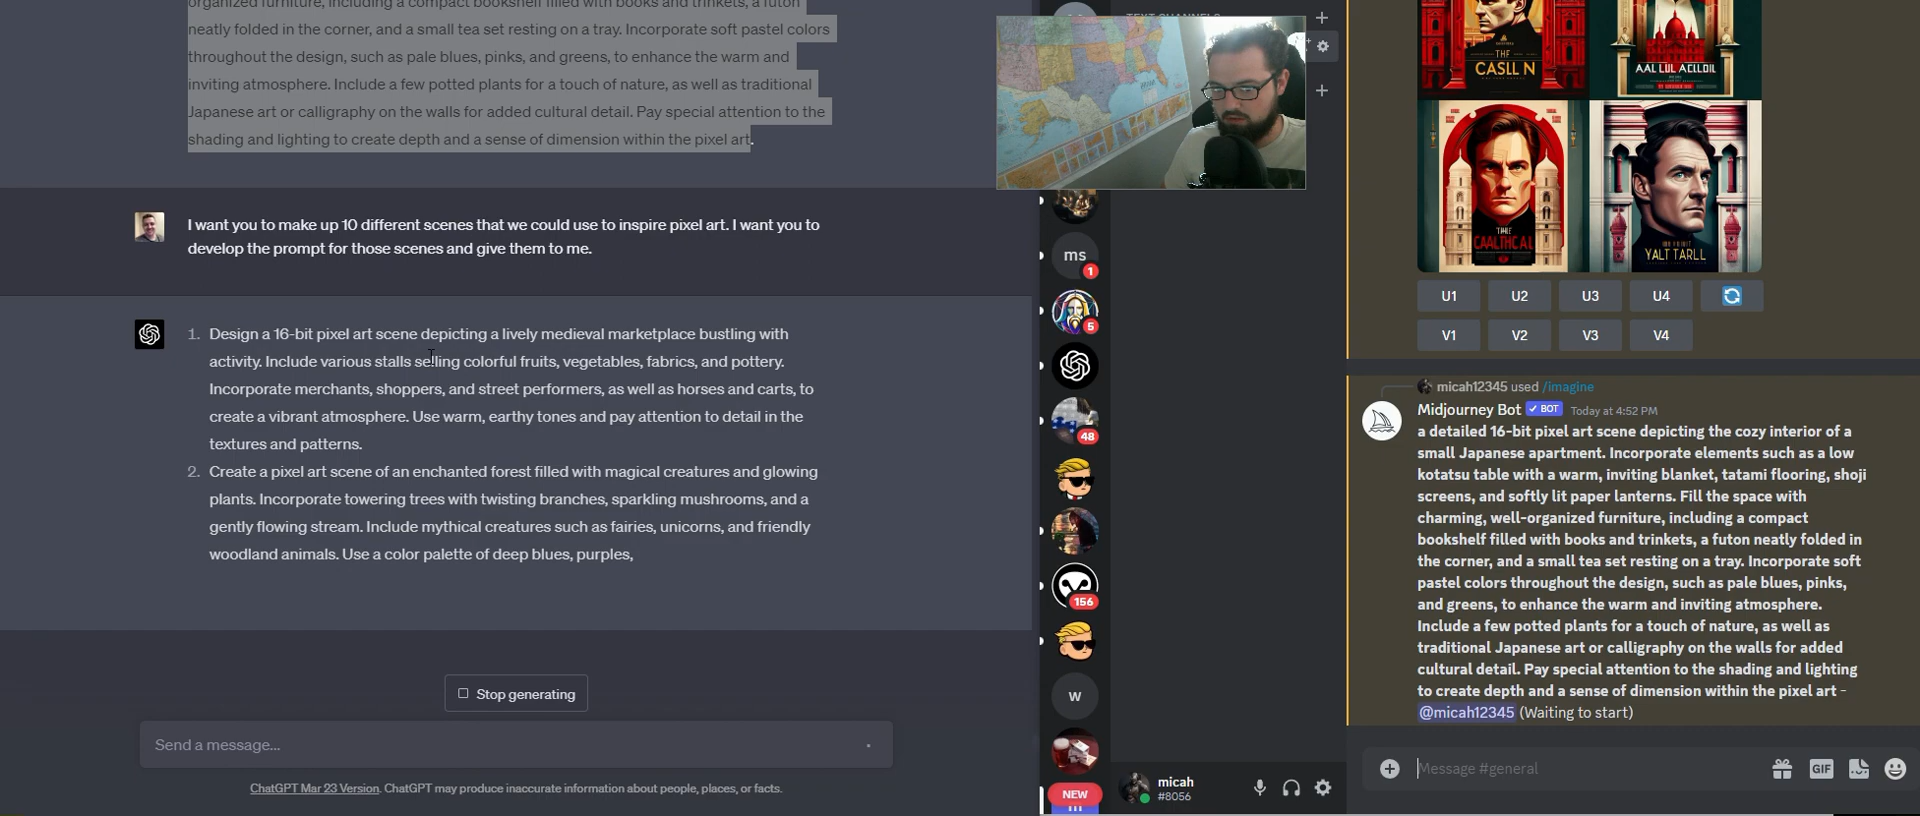 organized furniture, including a compact bookshelf filled with books and trinkets, a futon
neatly folded in the corner, and a small tea set resting on a tray. Incorporate soft pastel colors
throughout the design, such as pale blues, pinks, and greens, to enhance the warm and
inviting atmosphere. Include a few potted plants for a touch of nature, as well as traditional
Japanese art or calligraphy on the walls for added cultural detail. Pay special attention to the
shading and lighting to create depth and a sense of dimension within the pixel art.
I want you to make up 10 different scenes that we could use to inspire pixel art. I want you to
develop the prompt for those scenes and give them to me.
1. Design a 16-bit pixel art scene depicting a lively medieval marketplace bustling with
activity. Include various stalls selling colorful fruits, vegetables, fabrics, and pottery.
Incorporate merchants, shoppers, and street performers, as well as horses and carts, to
create a vibrant atmosphere. Use warm, earthy tones and pay attention to detail in the
textures and patterns.
2. Create a pixel art scene of an enchanted forest filled with magical creatures and glowing
plants. Incorporate towering trees with twisting branches, sparkling mushrooms, and a
gently flowing stream. Include mythical creatures such as fairies, unicorns, and friendly
woodland animals. Use a color palette of deep blues, purples,
Stop generating
Send a message...
ChatGPT Mar 23 Version. ChatGPT may produce inaccurate information about people, places, or facts.
TEXT CHANNELS
ms
1
5
48
156
W
NEW
micah
#8056
THE
CASLL N
AAL LUL ACLLDIL
CAATHCAL
YALT TARLL
U1 U2 U3 U4
V1 V2 V3 V4
micah12345 used /imagine
Midjourney Bot ✓ BOT Today at 4:52 PM
a detailed 16-bit pixel art scene depicting the cozy interior of a
small Japanese apartment. Incorporate elements such as a low
kotatsu table with a warm, inviting blanket, tatami flooring, shoji
screens, and softly lit paper lanterns. Fill the space with
charming, well-organized furniture, including a compact
bookshelf filled with books and trinkets, a futon neatly folded in
the corner, and a small tea set resting on a tray. Incorporate soft
pastel colors throughout the design, such as pale blues, pinks,
and greens, to enhance the warm and inviting atmosphere.
Include a few potted plants for a touch of nature, as well as
traditional Japanese art or calligraphy on the walls for added
cultural detail. Pay special attention to the shading and lighting
to create depth and a sense of dimension within the pixel art -
@micah12345 (Waiting to start)
Message #general
GIF